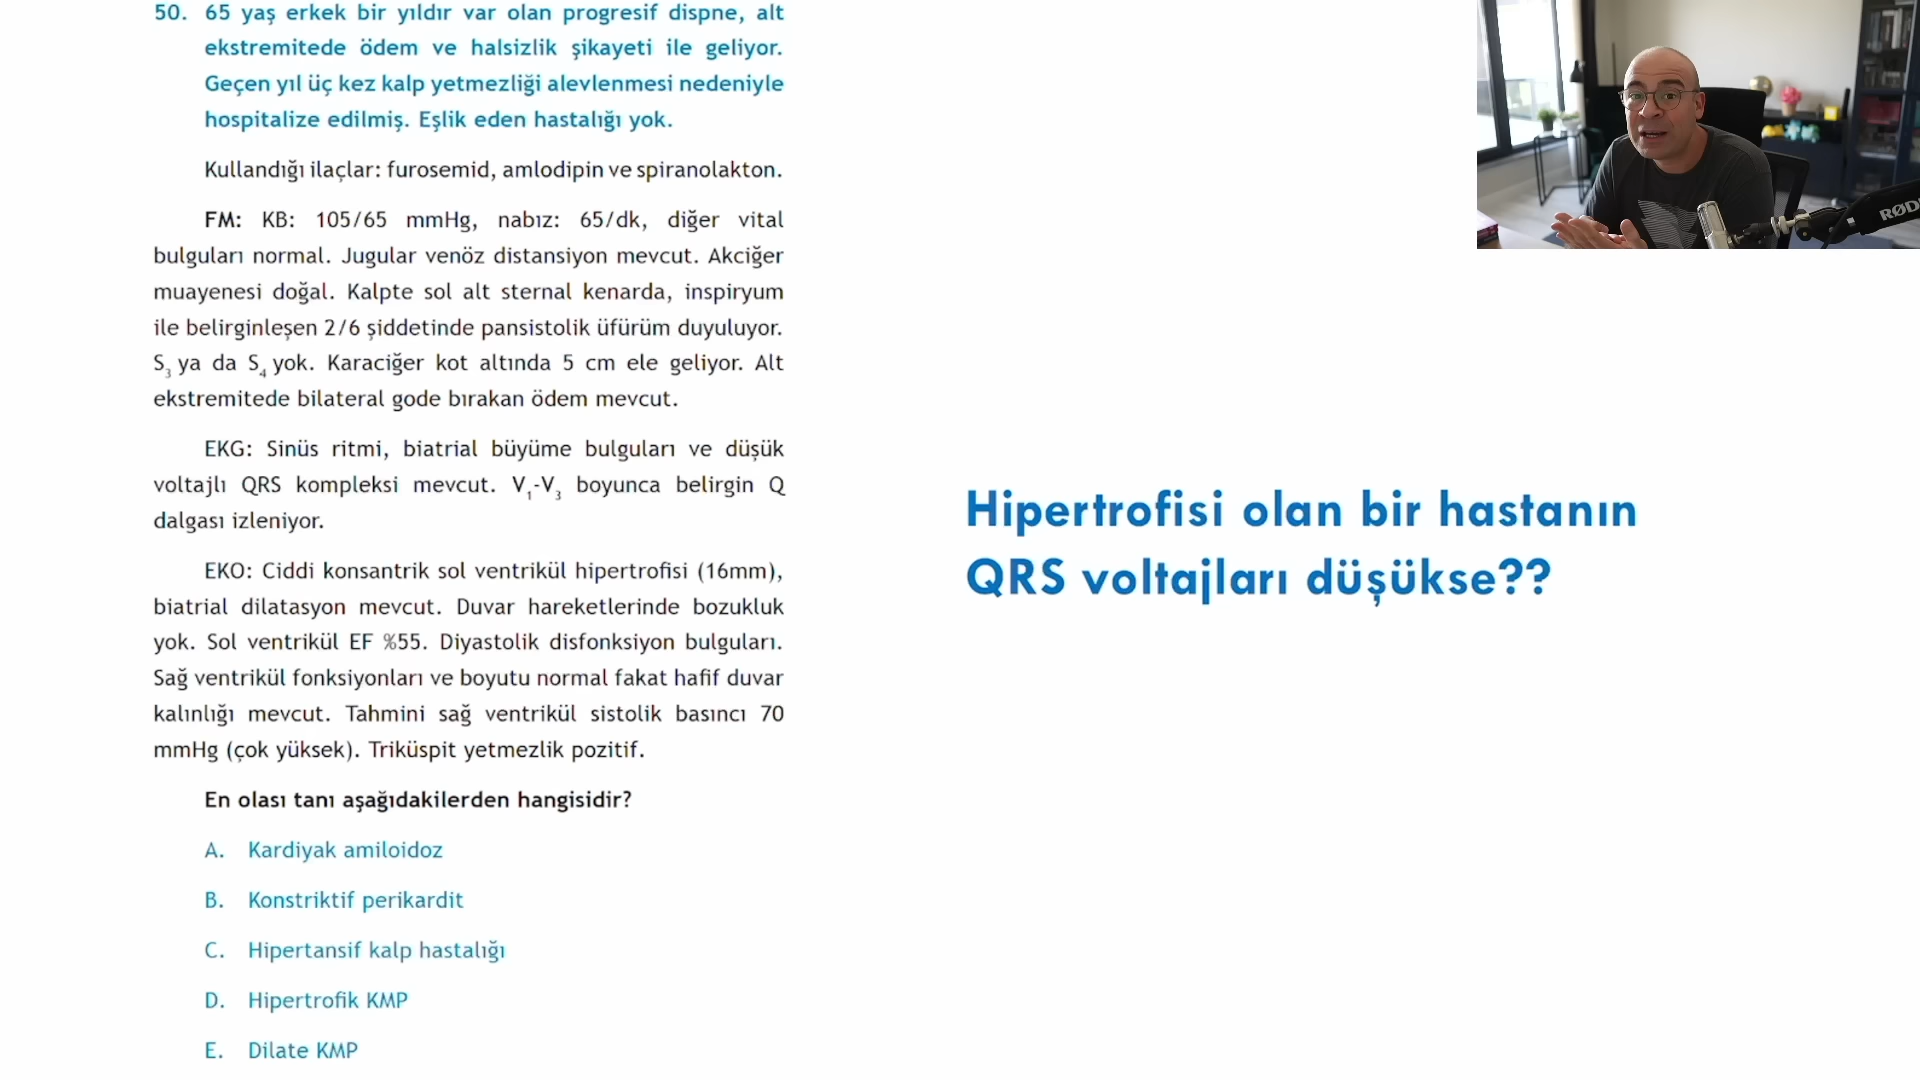 50. 65 yaş erkek bir yıldır var olan progresif dispne, alt
ekstremitede ödem ve halsizlik şikayeti ile geliyor.
Geçen yıl üç kez kalp yetmezliği alevlenmesi nedeniyle
hospitalize edilmiş. Eşlik eden hastalığı yok.
Kullandığı ilaçlar: furosemid, amlodipin ve spiranolakton.
FM: KB: 105/65 mmHg, nabız: 65/dk, diğer vital
bulguları normal. Jugular venöz distansiyon mevcut. Akciğer
muayenesi doğal. Kalpte sol alt sternal kenarda, inspiryum
ile belirginleşen 2/6 şiddetinde pansistolik üfürüm duyuluyor.
S₃ ya da S₄ yok. Karaciğer kot altında 5 cm ele geliyor. Alt
ekstremitede bilateral gode bırakan ödem mevcut.
EKG: Sinüs ritmi, biatrial büyüme bulguları ve düşük
voltajlı QRS kompleksi mevcut. V₁-V₃ boyunca belirgin Q
dalgası izleniyor.
EKO: Ciddi konsantrik sol ventrikül hipertrofisi (16mm),
biatrial dilatasyon mevcut. Duvar hareketlerinde bozukluk
yok. Sol ventrikül EF %55. Diyastolik disfonksiyon bulguları.
Sağ ventrikül fonksiyonları ve boyutu normal fakat hafif duvar
kalınlığı mevcut. Tahmini sağ ventrikül sistolik basıncı 70
mmHg (çok yüksek). Triküspit yetmezlik pozitif.
En olası tanı aşağıdakilerden hangisidir?
A. Kardiyak amiloidoz
B. Konstriktif perikardit
C. Hipertansif kalp hastalığı
D. Hipertrofik KMP
E. Dilate KMP
Hipertrofisi olan bir hastanın
QRS voltajları düşükse??
RØD